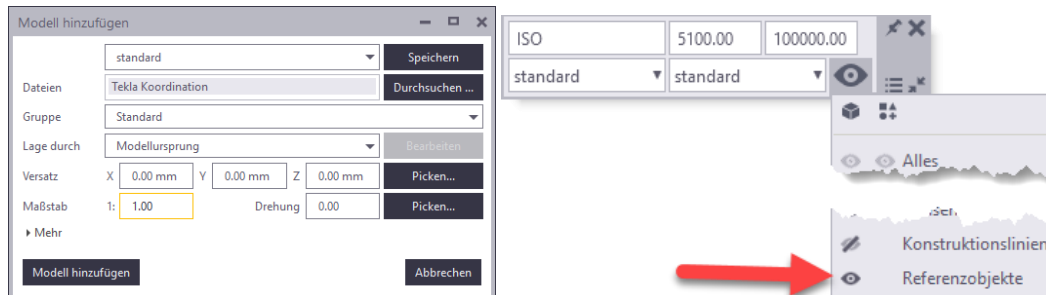 Modell hinzufügen
standard
Speichern
Dateien
Tekla Koordination
Durchsuchen ...
Gruppe
Standard
Lage durch
Modellursprung
Bearbeiten
Versatz
X 0.00 mm Y 0.00 mm Z 0.00 mm
Picken...
Maßstab
1: 1.00
Drehung 0.00
Picken...
Mehr
Modell hinzufügen
Abbrechen
ISO
5100.00
100000.00
standard
standard
Alles
Konstruktionslinien
Referenzobjekte